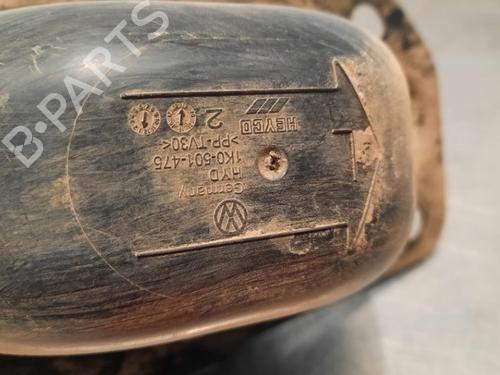 B-PARTS
HEYCO
2
>PP-TV30<
1K0-501-475
HYD
Germany
L